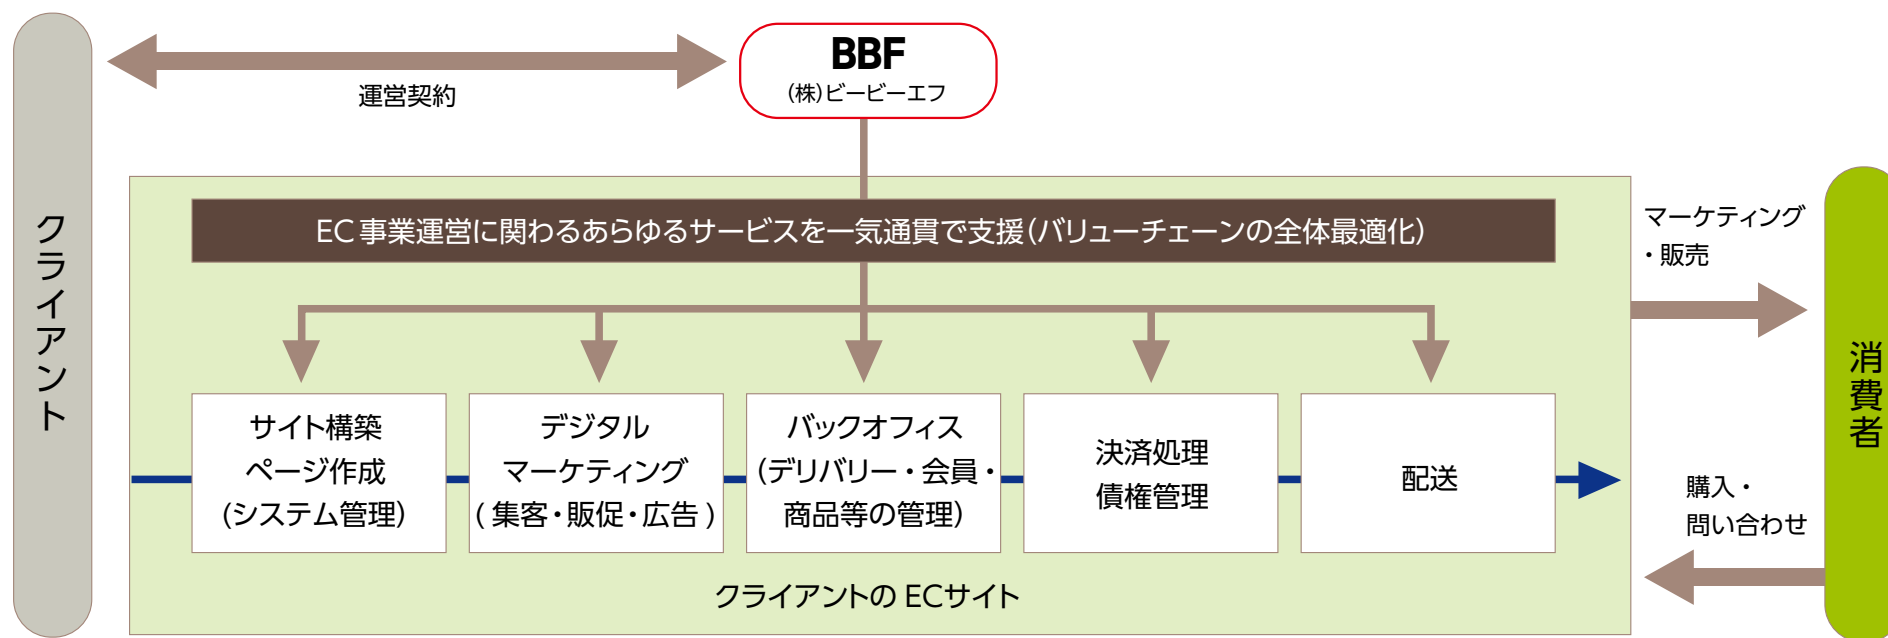 クライアント
運営契約
BBF
(株)ビービーエフ
EC事業運営に関わるあらゆるサービスを一気通貫で支援(バリューチェーンの全体最適化)
サイト構築
ページ作成
(システム管理)
デジタル
マーケティング
(集客・販促・広告)
バックオフィス
(デリバリー・会員・
商品等の管理)
決済処理
債権管理
配送
クライアントの ECサイト
マーケティング
・販売
購入・
問い合わせ
消費者